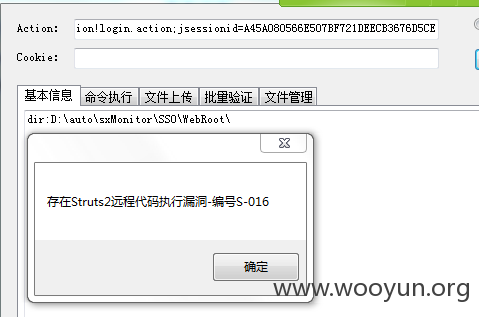 Action: ion!login.action;jsessionid=A45A080566E507BF721DEECB3676D5CE
Cookie:
基本信息 命令执行 文件上传 批量验证 文件管理
dir:D:\auto\sxMonitor\SSO\WebRoot\
存在Struts2远程代码执行漏洞-编号S-016
确定
www.wooyun.org